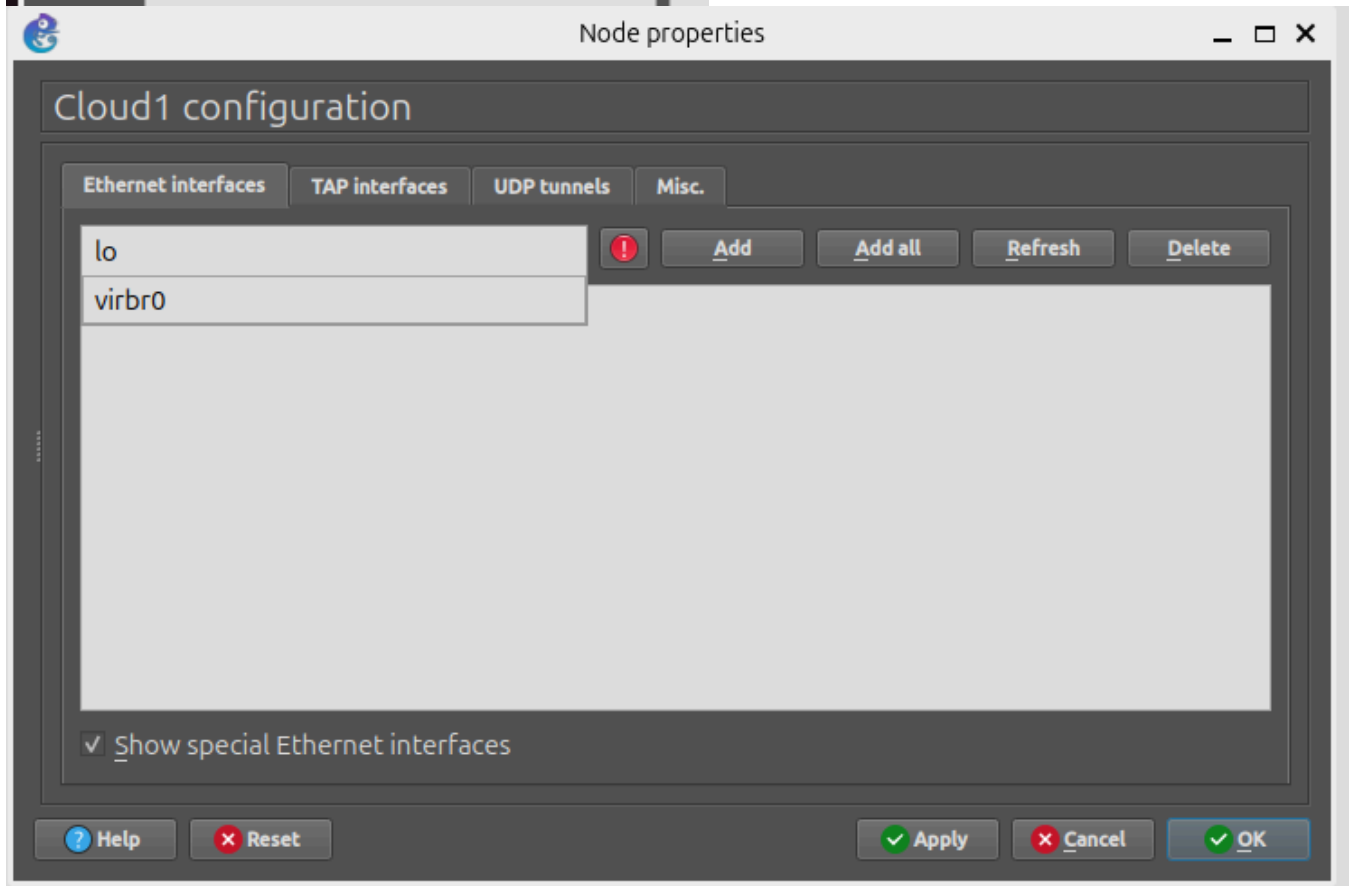 Node properties
Cloud1 configuration
Ethernet interfaces TAP interfaces UDP tunnels Misc.
lo Add Add all Refresh Delete
virbr0
Show special Ethernet interfaces
Help Reset Apply Cancel OK